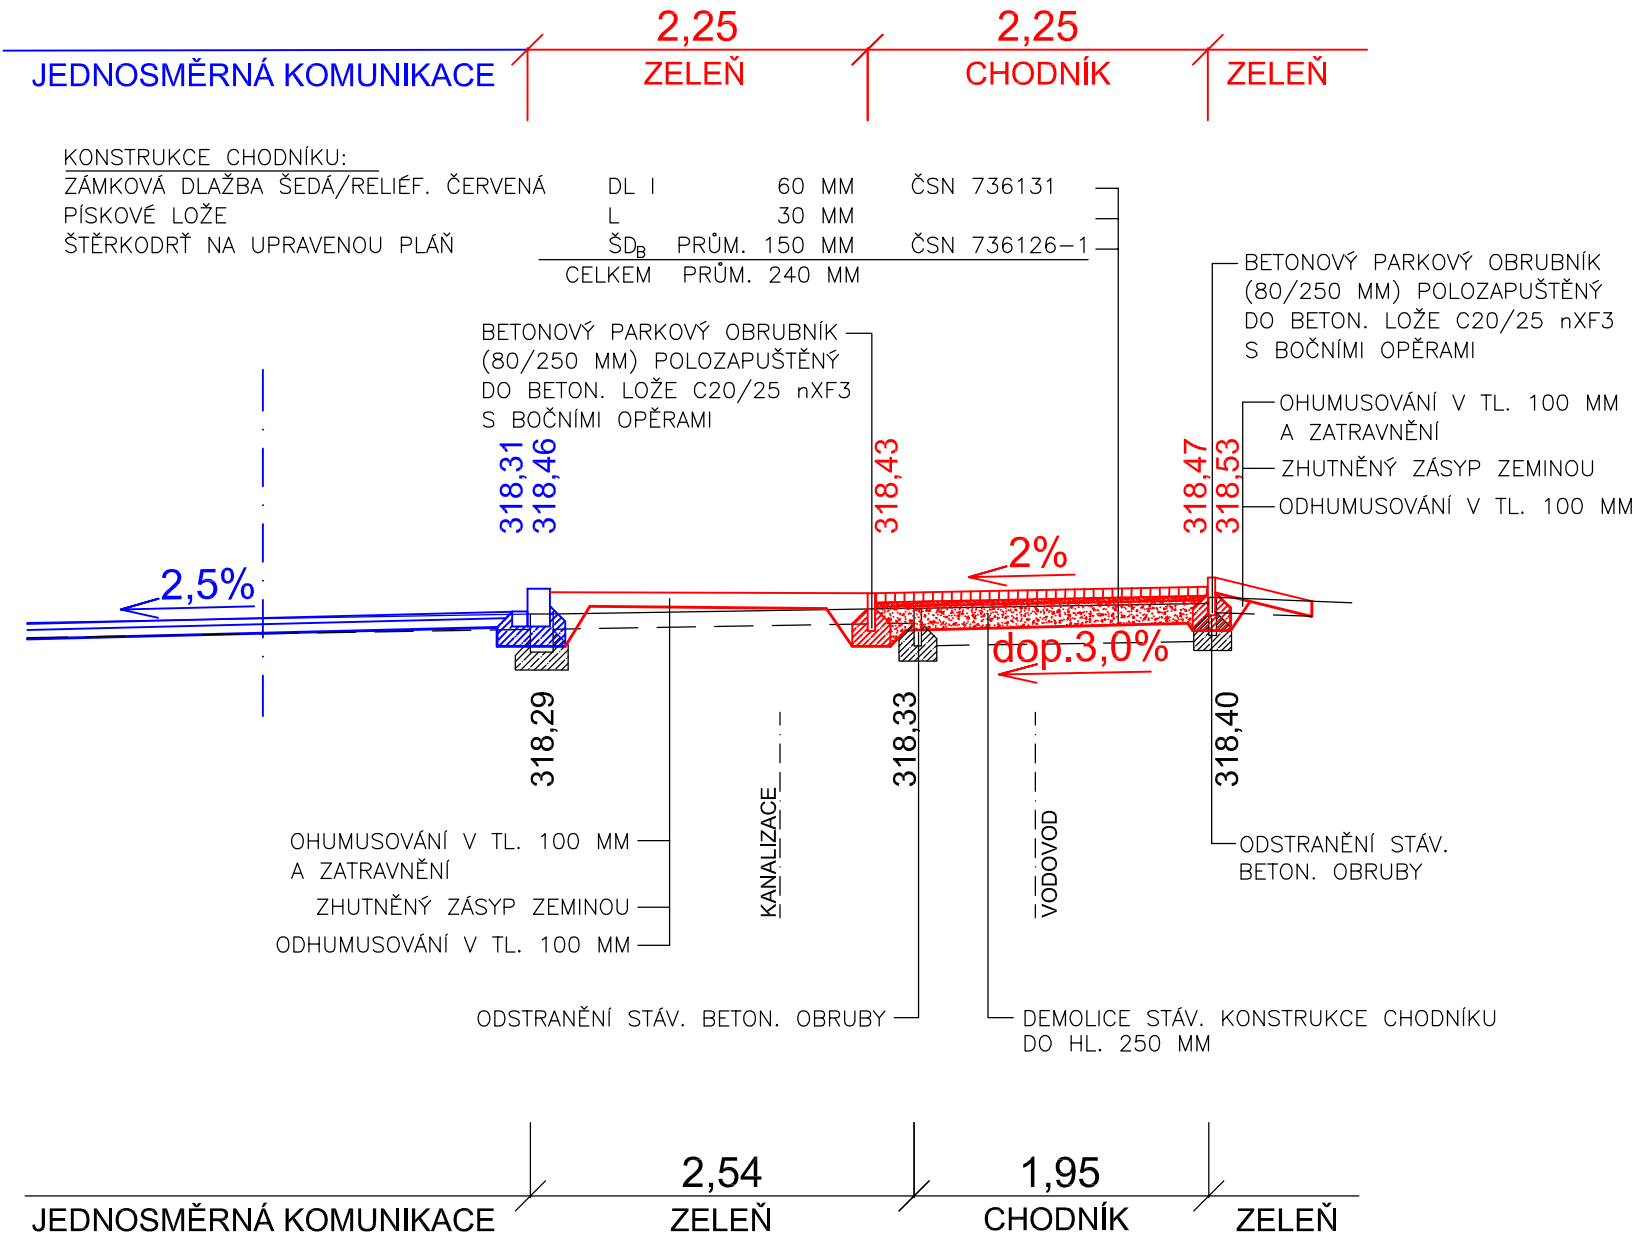 2,25
2,25
JEDNOSMĚRNÁ KOMUNIKACE
ZELEŇ
CHODNÍK
ZELEŇ
KONSTRUKCE CHODNÍKU:
ZÁMKOVÁ DLAŽBA ŠEDÁ/RELIÉF. ČERVENÁ DL I 60 MM ČSN 736131
PÍSKOVÉ LOŽE L 30 MM
ŠTĚRKODRŤ NA UPRAVENOU PLÁŇ ŠDB PRŮM. 150 MM ČSN 736126-1
CELKEM PRŮM. 240 MM
BETONOVÝ PARKOVÝ OBRUBNÍK
(80/250 MM) POLOZAPUŠTĚNÝ
DO BETON. LOŽE C20/25 nXF3
S BOČNÍMI OPĚRAMI
BETONOVÝ PARKOVÝ OBRUBNÍK
(80/250 MM) POLOZAPUŠTĚNÝ
DO BETON. LOŽE C20/25 nXF3
S BOČNÍMI OPĚRAMI
OHUMUSOVÁNÍ V TL. 100 MM
A ZATRAVNĚNÍ
ZHUTNĚNÝ ZÁSYP ZEMINOU
ODHUMUSOVÁNÍ V TL. 100 MM
318,31
318,46
318,43
318,47
318,53
2,5%
2%
dop.3,0%
318,29
318,33
318,40
KANALIZACE
VODOVOD
OHUMUSOVÁNÍ V TL. 100 MM
A ZATRAVNĚNÍ
ZHUTNĚNÝ ZÁSYP ZEMINOU
ODHUMUSOVÁNÍ V TL. 100 MM
ODSTRANĚNÍ STÁV.
BETON. OBRUBY
ODSTRANĚNÍ STÁV. BETON. OBRUBY
DEMOLICE STÁV. KONSTRUKCE CHODNÍKU
DO HL. 250 MM
2,54
1,95
JEDNOSMĚRNÁ KOMUNIKACE
ZELEŇ
CHODNÍK
ZELEŇ